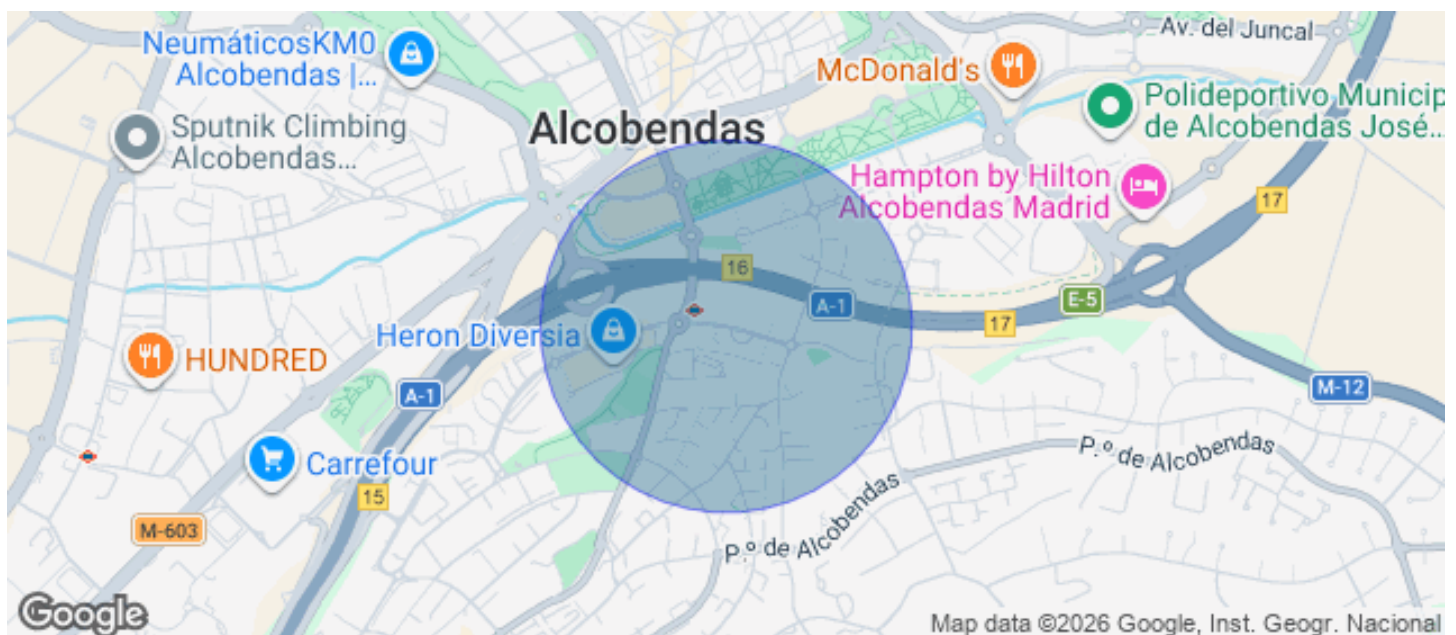 Av. del Juncal
NeumáticosKM0
Alcobendas |...
McDonald's
Polideportivo Municip
de Alcobendas José...
Sputnik Climbing
Alcobendas...
Alcobendas
Hampton by Hilton
Alcobendas Madrid
17
16
A-1
E-5
17
Heron Diversia
HUNDRED
A-1
M-12
P.º de Alcobendas
Carrefour
15
M-603
P.º de Alcobendas
Google
Map data ©2026 Google, Inst. Geogr. Nacional